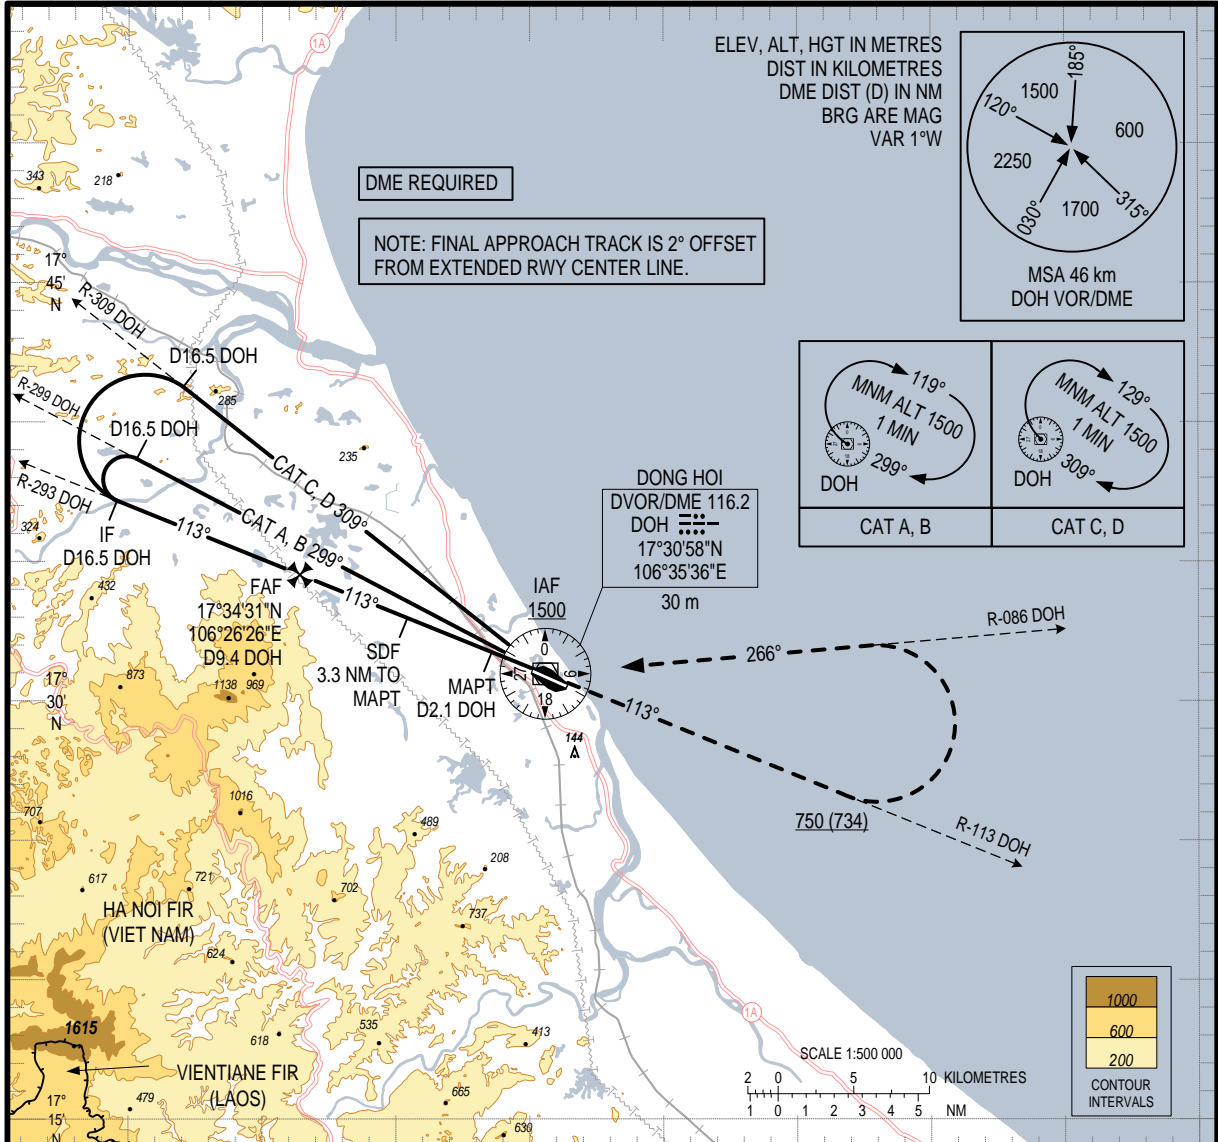 ELEV, ALT, HGT IN METRES
DIST IN KILOMETRES
DME DIST (D) IN NM
BRG ARE MAG
VAR 1°W
185°
1500
120°
600
2250
030°
1700
315°
MSA 46 km
DOH VOR/DME
1A
DME REQUIRED
NOTE: FINAL APPROACH TRACK IS 2° OFFSET
FROM EXTENDED RWY CENTER LINE.
343
218
17°
45'
N
R-309 DOH
D16.5 DOH
285
R-299 DOH
D16.5 DOH
235
R-293 DOH
CAT C, D 309°
CAT A, B 299°
113°
113°
IF
D16.5 DOH
324
432
FAF
17°34'31"N
106°26'26"E
D9.4 DOH
SDF
3.3 NM TO
MAPT
MAPT
D2.1 DOH
119°
MNM ALT 1500
1 MIN
299°
DOH
CAT A, B
129°
MNM ALT 1500
1 MIN
309°
DOH
CAT C, D
DONG HOI
DVOR/DME 116.2
DOH
17°30'58"N
106°35'36"E
30 m
IAF
1500
0
9
18
27
R-086 DOH
266°
113°
750 (734)
R-113 DOH
144
873
1138
969
17°
30'
N
1016
707
489
208
617
721
702
737
HA NOI FIR
(VIET NAM)
624
1615
618
535
413
VIENTIANE FIR
(LAOS)
479
665
630
17°
15'
N
1A
SCALE 1:500 000
2 0 5 10 KILOMETRES
1 0 1 2 3 4 5 NM
1000
600
200
CONTOUR
INTERVALS